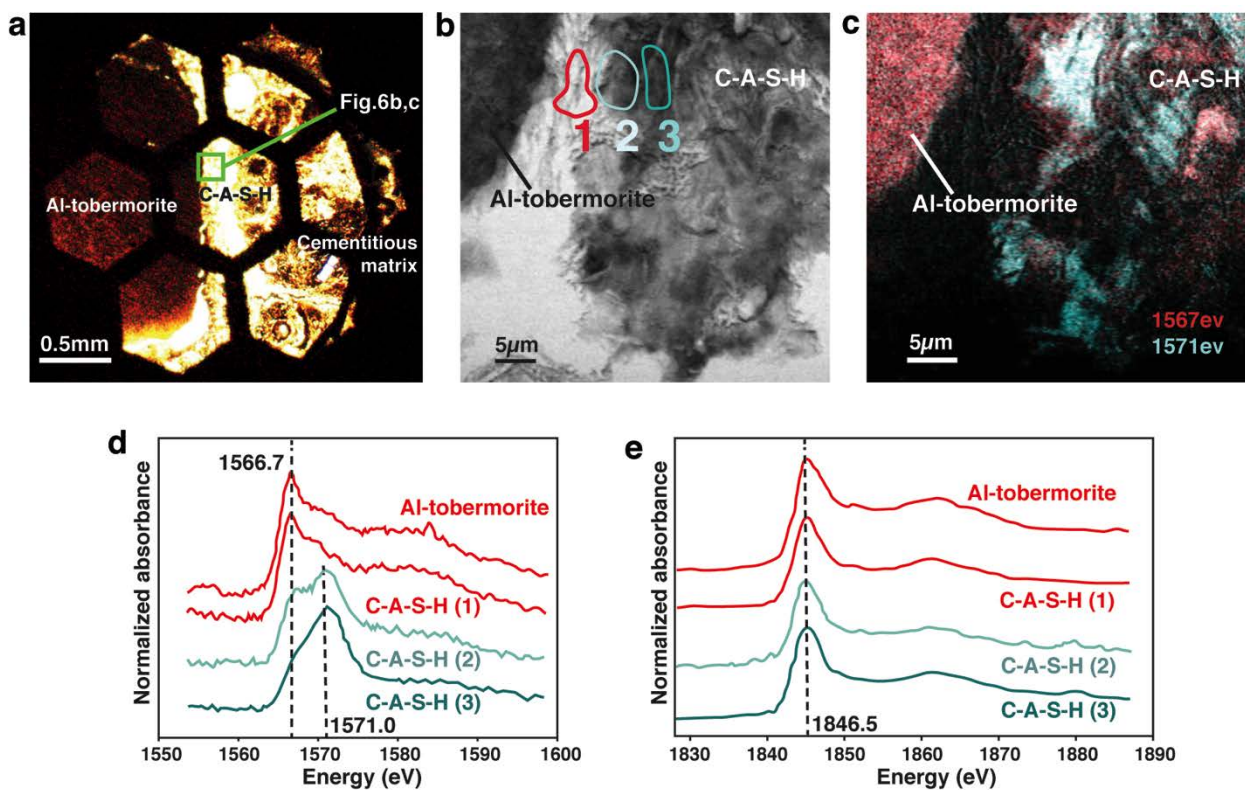 a
Fig.6b,c
Al-tobermorite
C-A-S-H
Cementitious
matrix
0.5mm
b
C-A-S-H
1 2 3
Al-tobermorite
5μm
c
C-A-S-H
Al-tobermorite
1567ev
1571ev
5μm
d
1566.7
Al-tobermorite
C-A-S-H (1)
C-A-S-H (2)
C-A-S-H (3)
1571.0
Normalized absorbance
1550 1560 1570 1580 1590 1600
Energy (eV)
e
Al-tobermorite
C-A-S-H (1)
C-A-S-H (2)
C-A-S-H (3)
1846.5
Normalized absorbance
1830 1840 1850 1860 1870 1880 1890
Energy (eV)